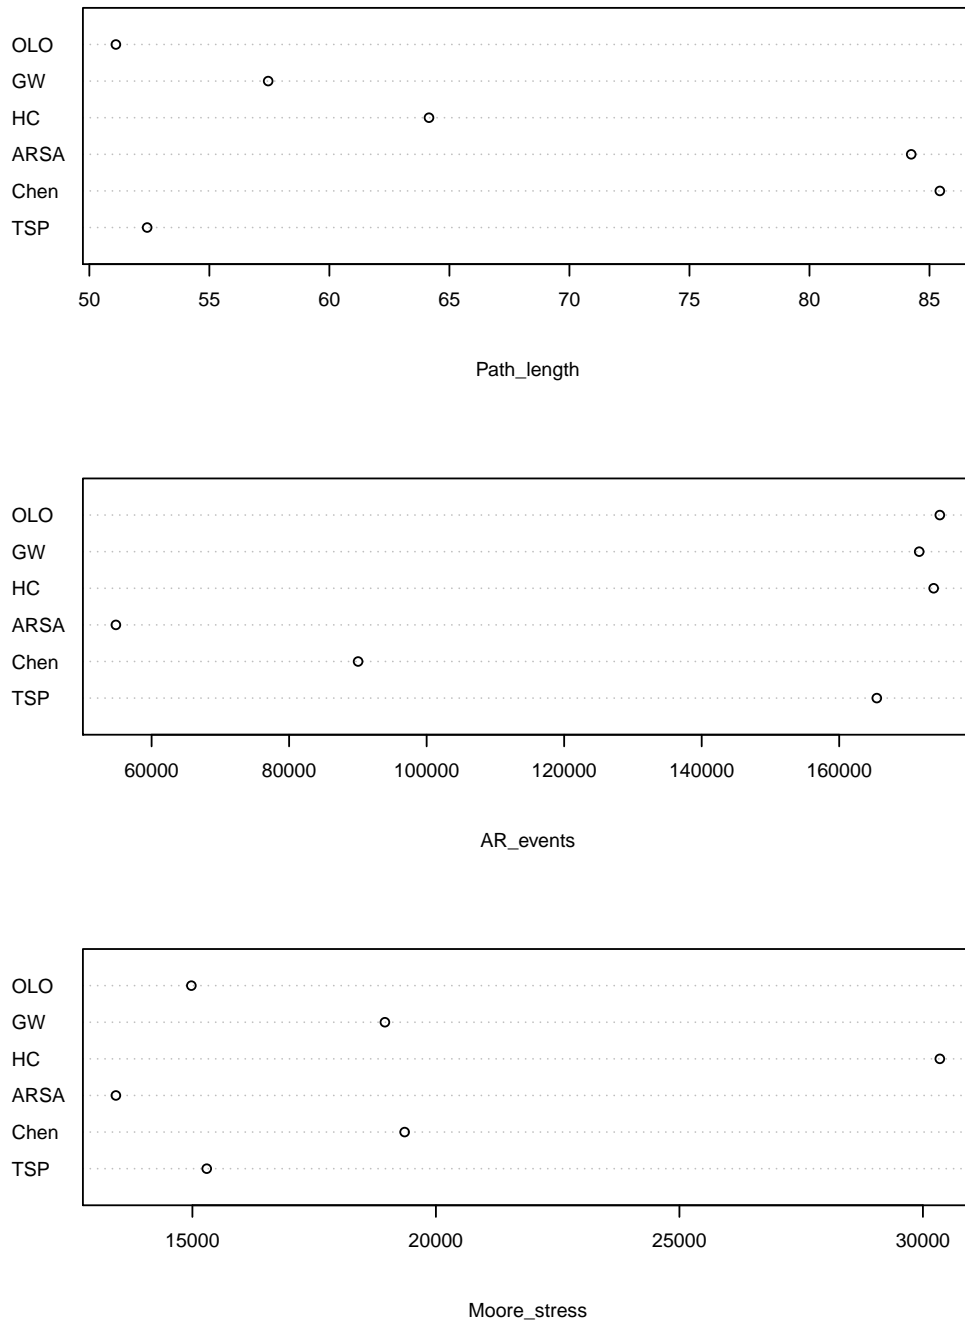 OLO
GW
HC
ARSA
Chen
TSP
50 55 60 65 70 75 80 85
Path_length
OLO
GW
HC
ARSA
Chen
TSP
60000 80000 100000 120000 140000 160000
AR_events
OLO
GW
HC
ARSA
Chen
TSP
15000 20000 25000 30000
Moore_stress